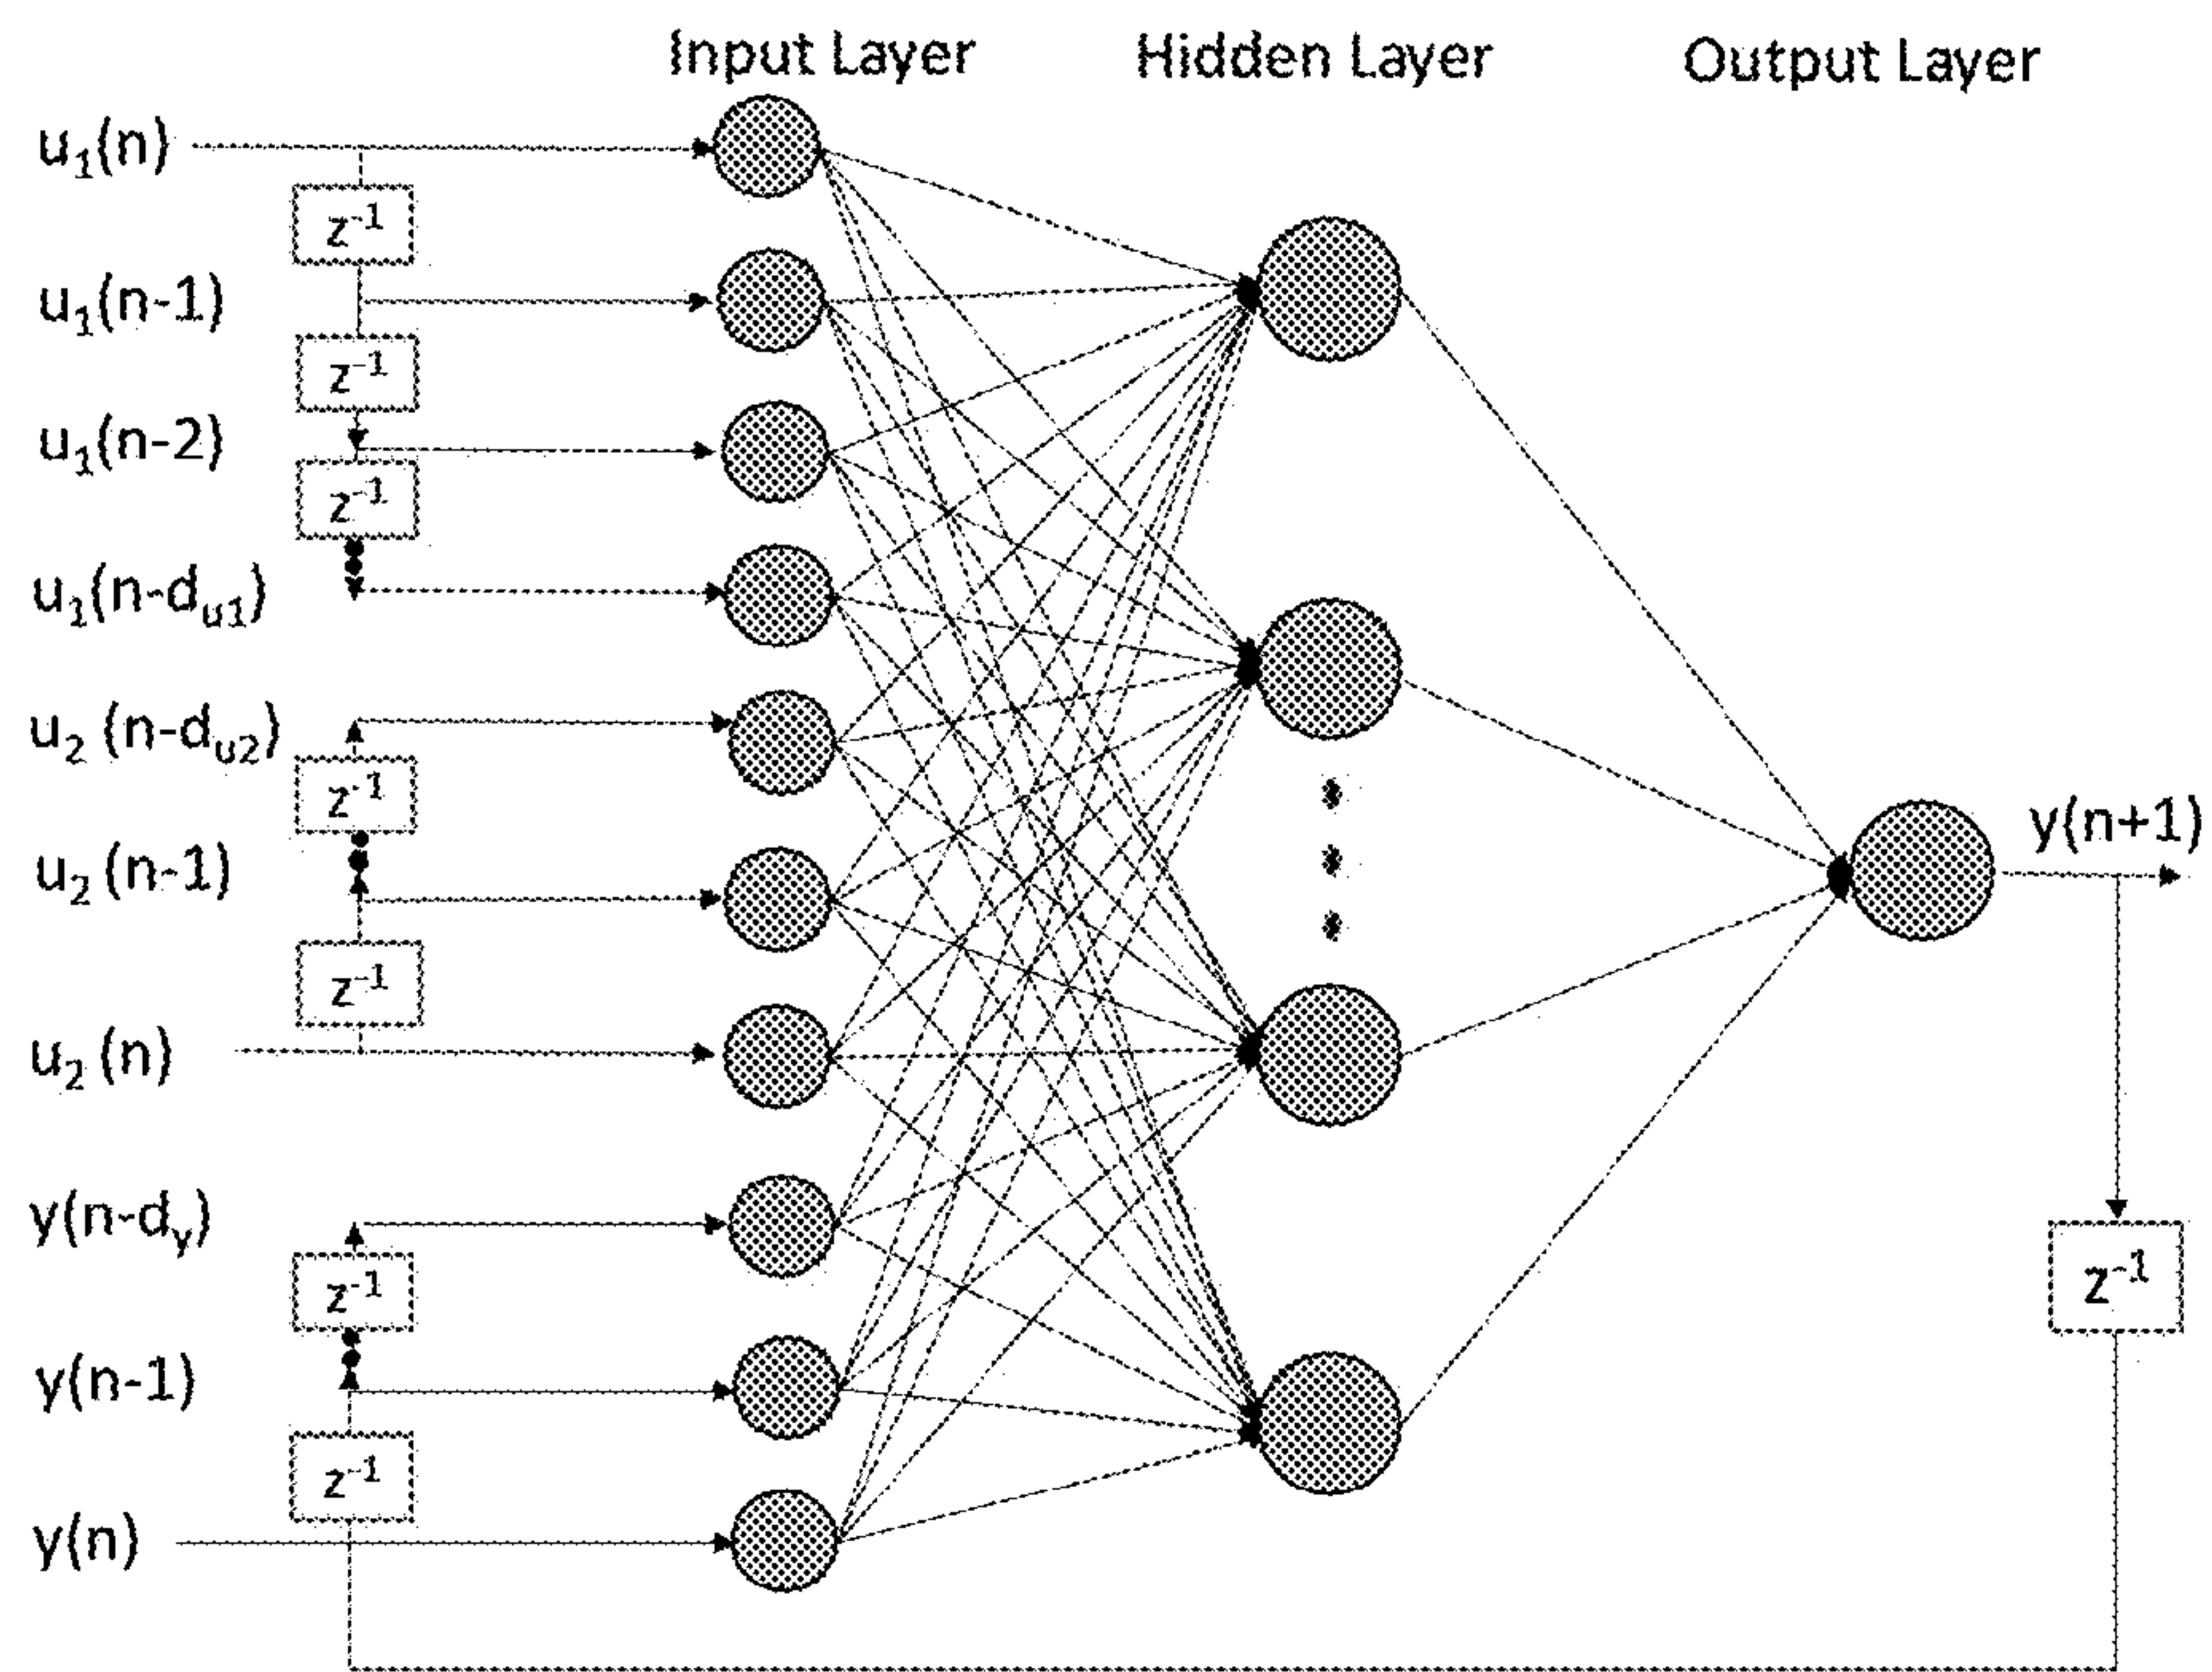 Input Layer Hidden Layer Output Layer
u₁(n)
z⁻¹
u₁(n-1)
z⁻¹
u₁(n-2)
z⁻¹
u₁(n-dᵤ₁)
u₂ (n-dᵤ₂)
z⁻¹
y(n+1)
u₂ (n-1)
z⁻¹
u₂ (n)
y(n-dᵧ)
z⁻¹ z⁻¹
y(n-1)
z⁻¹
y(n)